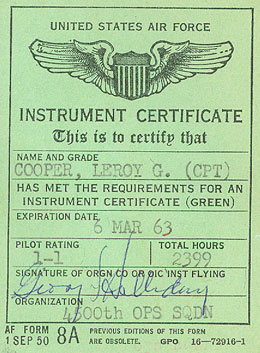 UNITED STATES AIR FORCE
INSTRUMENT CERTIFICATE
This is to certify that
NAME AND GRADE
COOPER, LEROY G. (CPT)
HAS MET THE REQUIREMENTS FOR AN
INSTRUMENT CERTIFICATE (GREEN)
EXPIRATION DATE
6 MAR 63
PILOT RATING TOTAL HOURS
1-1 2399
SIGNATURE OF ORGN CO OR OIC INST FLYING
ORGANIZATION
4500th OPS SQDN
AF FORM 8A PREVIOUS EDITIONS OF THIS FORM
1 SEP 50 ARE OBSOLETE. GPO 16—72916-1